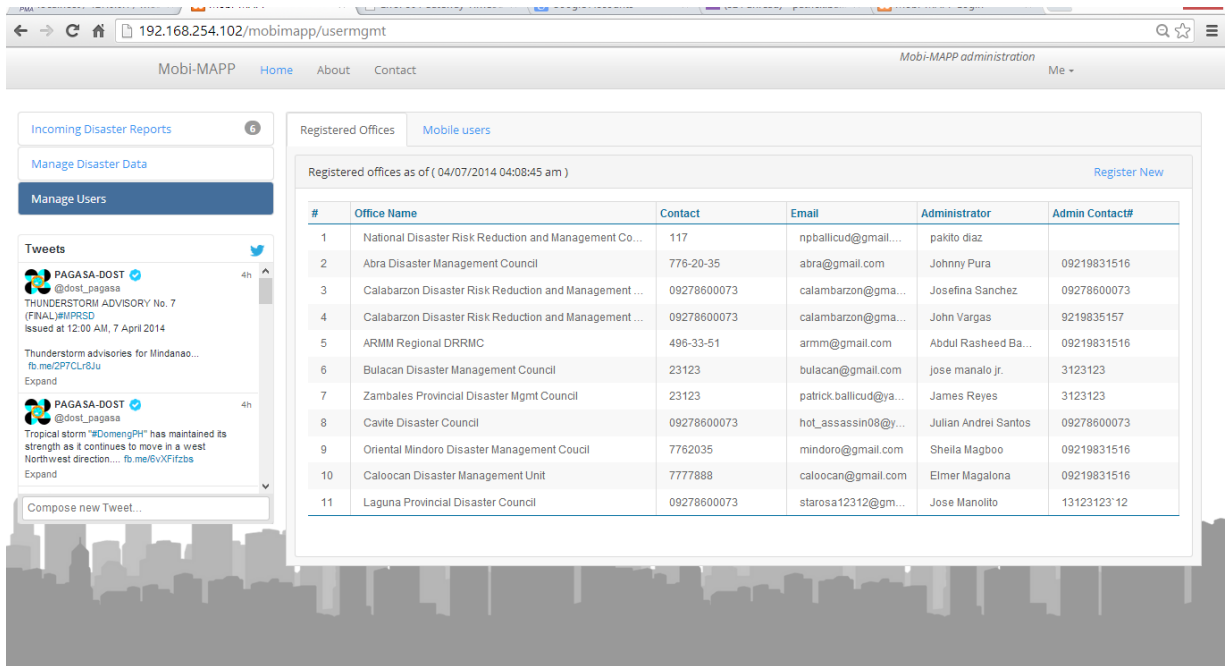 192.168.254.102/mobimapp/usermgmt
Mobi-MAPP administration
Mobi-MAPP Home About Contact Me
Incoming Disaster Reports 6
Manage Disaster Data
Manage Users
Tweets
PAGASA-DOST 4h
@dost_pagasa
THUNDERSTORM ADVISORY No. 7
(FINAL)#MPRSD
Issued at 12:00 AM, 7 April 2014
Thunderstorm advisories for Mindanao...
fb.me/2P7CLr8Ju
Expand
PAGASA-DOST 4h
@dost_pagasa
Tropical storm "#DomengPH" has maintained its
strength as it continues to move in a west
Northwest direction.... fb.me/6vXFifzbs
Expand
Compose new Tweet...
Registered Offices Mobile users
Registered offices as of ( 04/07/2014 04:08:45 am ) Register New
# Office Name Contact Email Administrator Admin Contact#
1 National Disaster Risk Reduction and Management Co... 117 npballicud@gmail.... pakito diaz
2 Abra Disaster Management Council 776-20-35 abra@gmail.com Johnny Pura 09219831516
3 Calabarzon Disaster Risk Reduction and Management ... 09278600073 calambarzon@gma... Josefina Sanchez 09278600073
4 Calabarzon Disaster Risk Reduction and Management ... 09278600073 calambarzon@gma... John Vargas 9219835157
5 ARMM Regional DRRMC 496-33-51 armm@gmail.com Abdul Rasheed Ba... 09219831516
6 Bulacan Disaster Management Council 23123 bulacan@gmail.com jose manalo jr. 3123123
7 Zambales Provincial Disaster Mgmt Council 23123 patrick.ballicud@ya... James Reyes 3123123
8 Cavite Disaster Council 09278600073 hot_assassin08@y... Julian Andrei Santos 09278600073
9 Oriental Mindoro Disaster Management Coucil 7762035 mindoro@gmail.com Sheila Magboo 09219831516
10 Caloocan Disaster Management Unit 7777888 caloocan@gmail.com Elmer Magalona 09219831516
11 Laguna Provincial Disaster Council 09278600073 starosa12312@gm... Jose Manolito 13123123`12